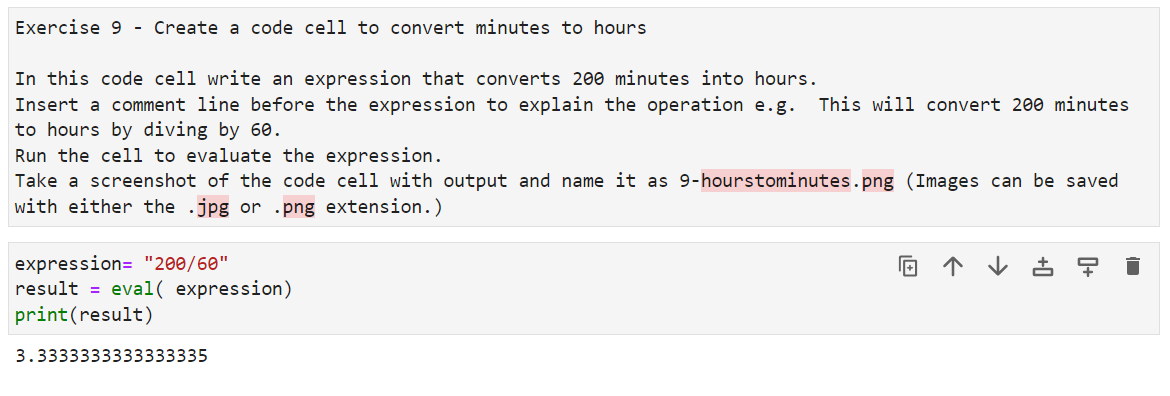 Exercise 9 - Create a code cell to convert minutes to hours
In this code cell write an expression that converts 200 minutes into hours.
Insert a comment line before the expression to explain the operation e.g.  This will convert 200 minutes
to hours by diving by 60.
Run the cell to evaluate the expression.
Take a screenshot of the code cell with output and name it as 9-hourstominutes.png (Images can be saved
with either the .jpg or .png extension.)
expression= "200/60"
result = eval( expression)
print(result)
3.3333333333333335